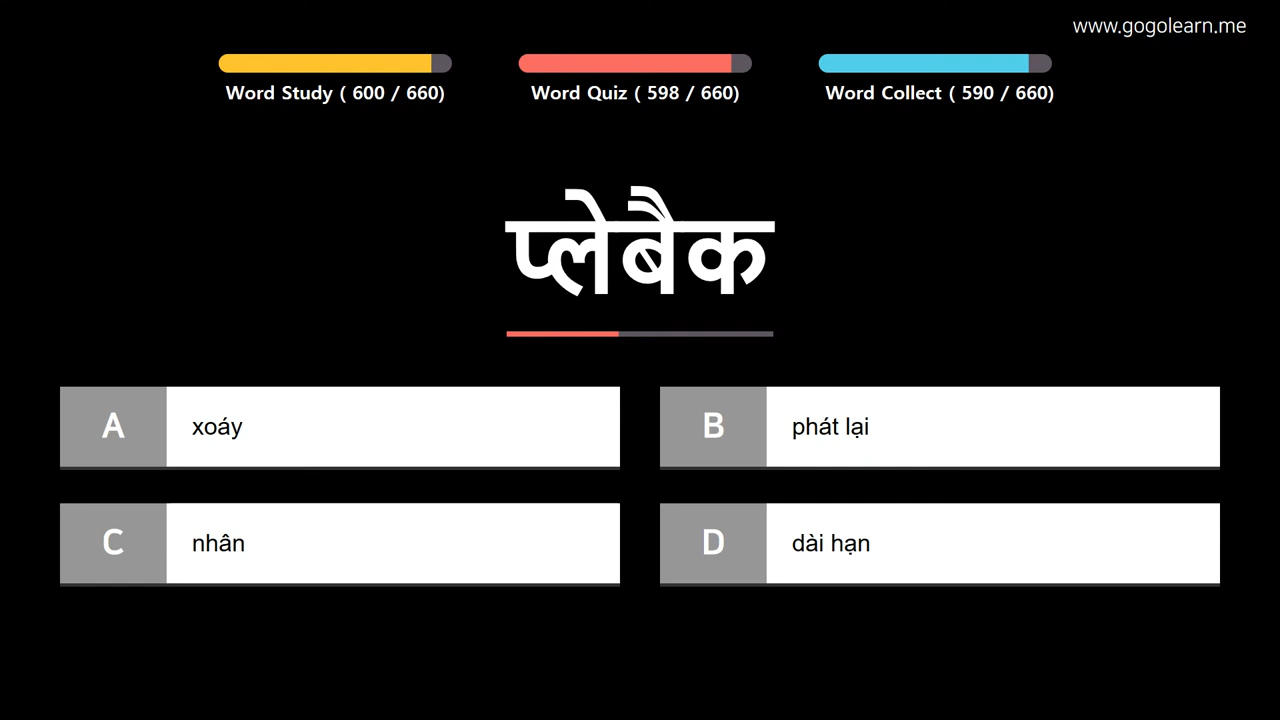 www.gogolearn.me
Word Study ( 600 / 660)
Word Quiz ( 598 / 660)
Word Collect ( 590 / 660)
प्लेबैक
A xoáy
B phát lại
C nhân
D dài hạn